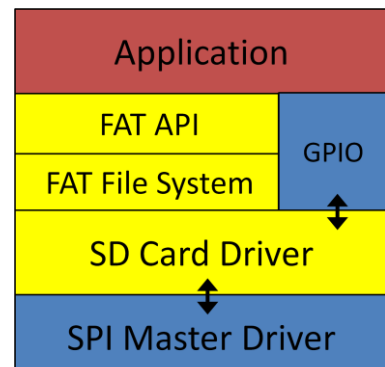 Application
FAT API
GPIO
FAT File System
SD Card Driver
SPI Master Driver